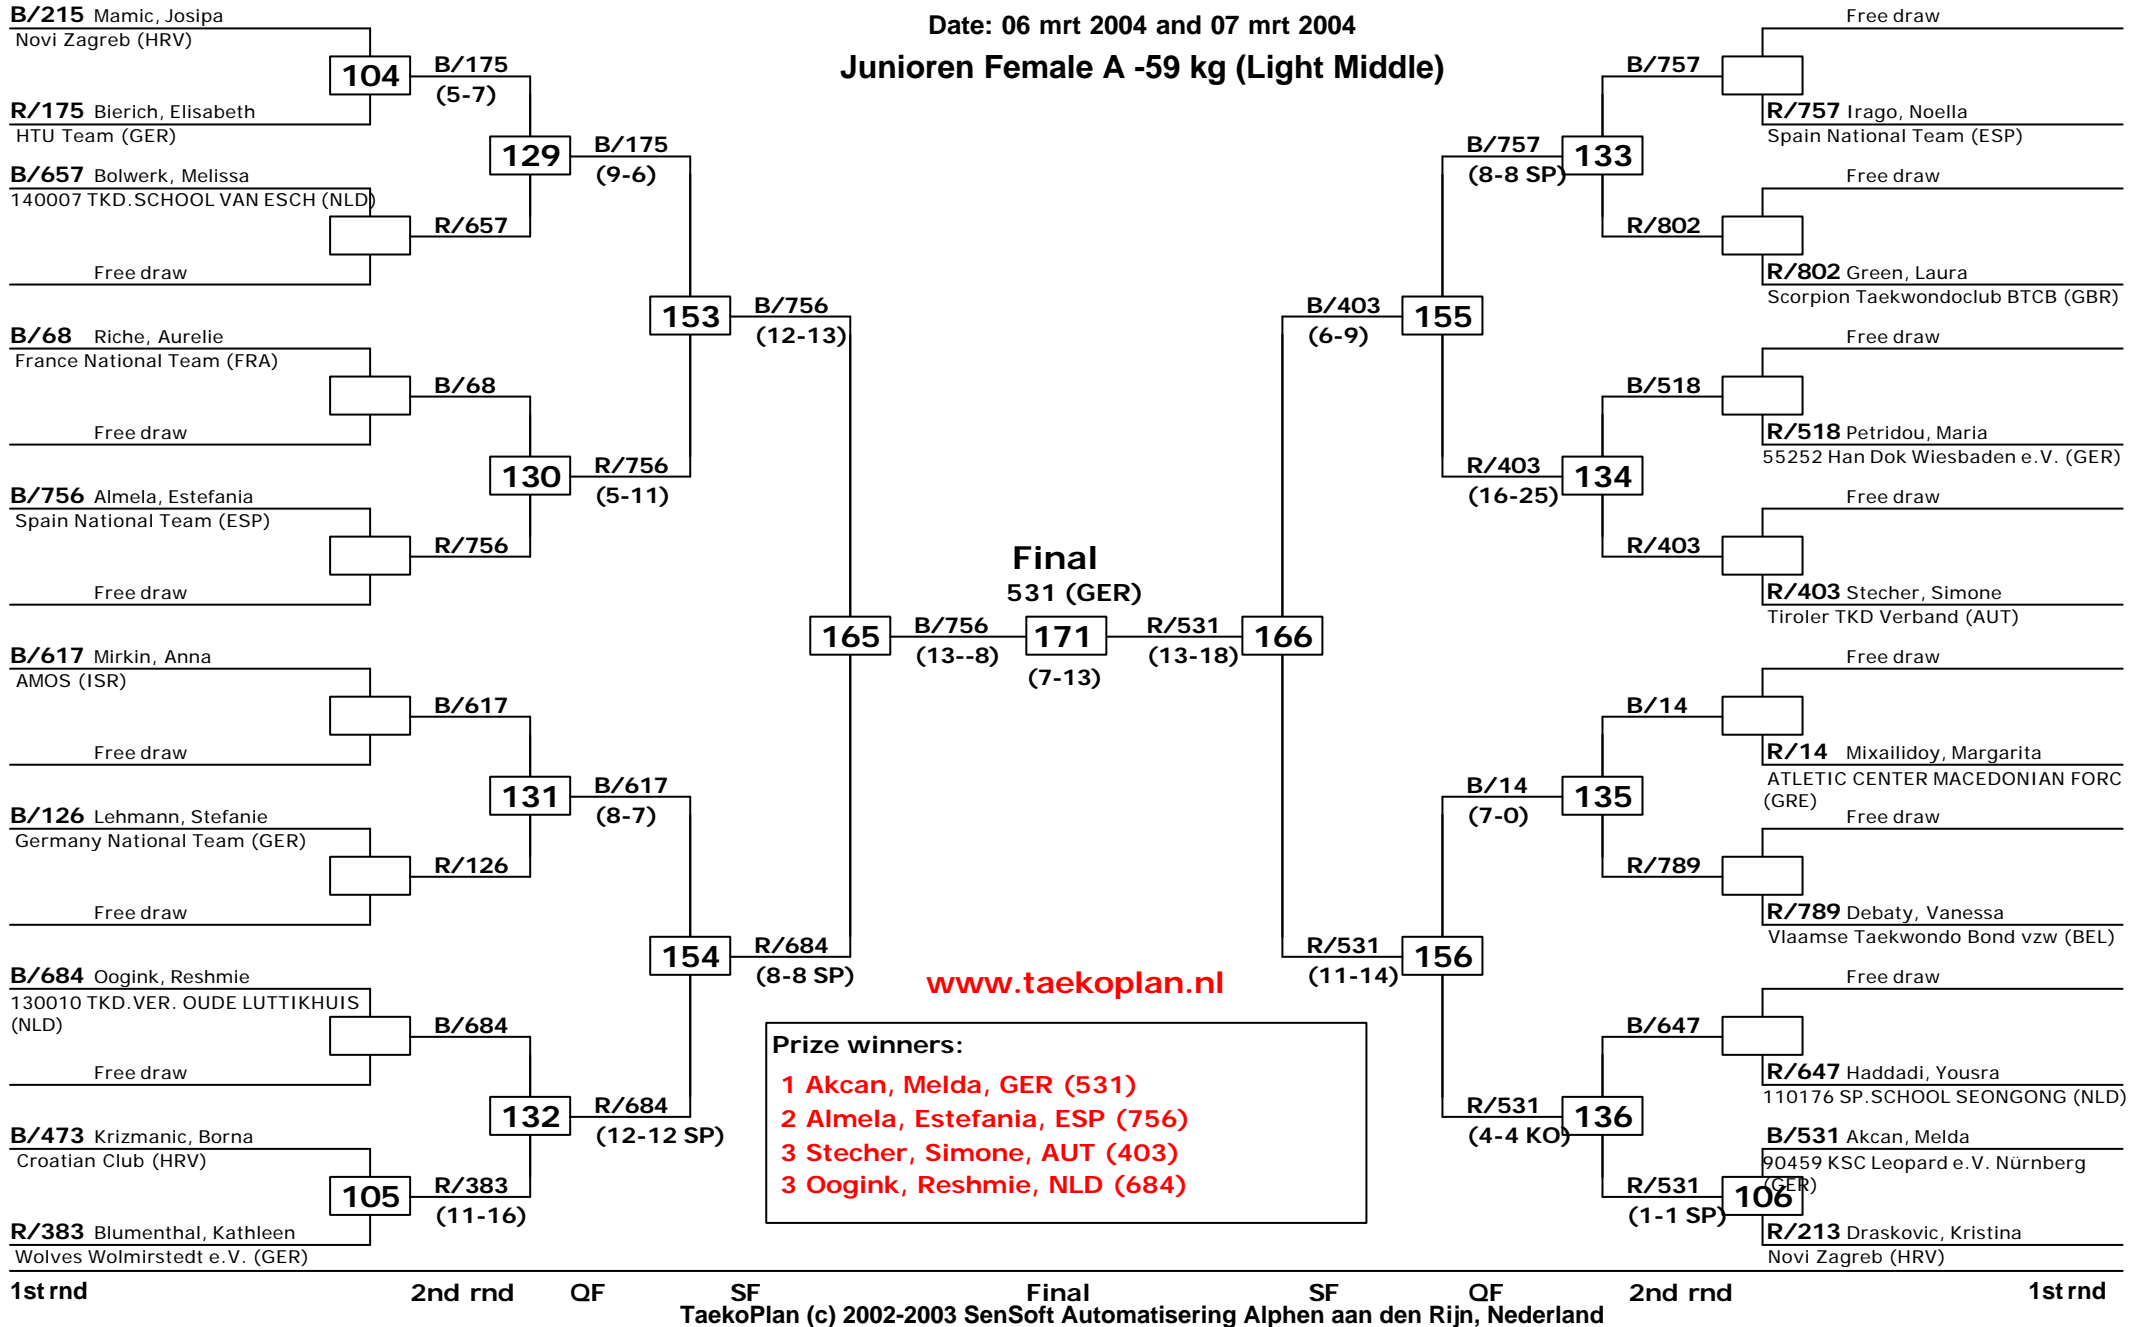 Date: 06 mrt 2004 and 07 mrt 2004
Junioren Female A -59 kg (Light Middle)
B/215 Mamic, Josipa
Novi Zagreb (HRV)
104
B/175
(5-7)
R/175 Bierich, Elisabeth
HTU Team (GER)
129
B/175
(9-6)
B/657 Bolwerk, Melissa
140007 TKD.SCHOOL VAN ESCH (NLD)
R/657
Free draw
153
B/756
(12-13)
B/68 Riche, Aurelie
France National Team (FRA)
B/68
Free draw
130
R/756
(5-11)
B/756 Almela, Estefania
Spain National Team (ESP)
R/756
Free draw
165
B/756
(13--8)
B/617 Mirkin, Anna
AMOS (ISR)
B/617
Free draw
131
B/617
(8-7)
B/126 Lehmann, Stefanie
Germany National Team (GER)
R/126
Free draw
154
R/684
(8-8 SP)
B/684 Oogink, Reshmie
130010 TKD.VER. OUDE LUTTIKHUIS
(NLD)
B/684
Free draw
132
R/684
(12-12 SP)
B/473 Krizmanic, Borna
Croatian Club (HRV)
105
R/383
(11-16)
R/383 Blumenthal, Kathleen
Wolves Wolmirstedt e.V. (GER)
Final
531 (GER)
171
(7-13)
Free draw
B/757
R/757 Irago, Noella
Spain National Team (ESP)
B/757
(8-8 SP)
133
Free draw
R/802
R/802 Green, Laura
Scorpion Taekwondoclub BTCB (GBR)
B/403
(6-9)
155
Free draw
B/518
R/518 Petridou, Maria
55252 Han Dok Wiesbaden e.V. (GER)
R/403
(16-25)
134
Free draw
R/403
R/403 Stecher, Simone
Tiroler TKD Verband (AUT)
R/531
(13-18)
166
Free draw
B/14
R/14 Mixailidoy, Margarita
ATLETIC CENTER MACEDONIAN FORC
(GRE)
B/14
(7-0)
135
Free draw
R/789
R/789 Debaty, Vanessa
Vlaamse Taekwondo Bond vzw (BEL)
R/531
(11-14)
156
Free draw
B/647
R/647 Haddadi, Yousra
110176 SP.SCHOOL SEONGONG (NLD)
R/531
(4-4 KO)
136
B/531 Akcan, Melda
90459 KSC Leopard e.V. Nürnberg
(GER)
R/531
(1-1 SP)
106
R/213 Draskovic, Kristina
Novi Zagreb (HRV)
www.taekoplan.nl
Prize winners:
1 Akcan, Melda, GER (531)
2 Almela, Estefania, ESP (756)
3 Stecher, Simone, AUT (403)
3 Oogink, Reshmie, NLD (684)
1st rnd 2nd rnd QF SF Final SF QF 2nd rnd 1st rnd
TaekoPlan (c) 2002-2003 SenSoft Automatisering Alphen aan den Rijn, Nederland